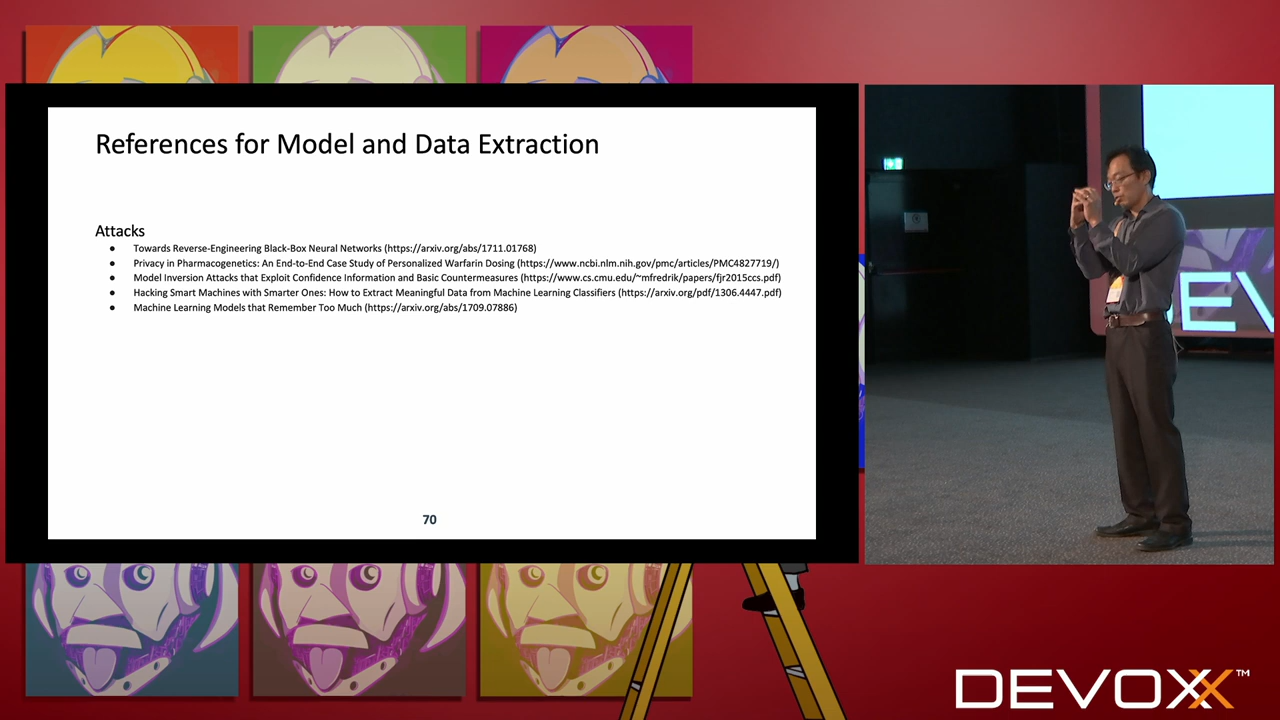 References for Model and Data Extraction
Attacks
● Towards Reverse-Engineering Black-Box Neural Networks (https://arxiv.org/abs/1711.01768)
● Privacy in Pharmacogenetics: An End-to-End Case Study of Personalized Warfarin Dosing (https://www.ncbi.nlm.nih.gov/pmc/articles/PMC4827719/)
● Model Inversion Attacks that Exploit Confidence Information and Basic Countermeasures (https://www.cs.cmu.edu/~mfredrik/papers/fjr2015ccs.pdf)
● Hacking Smart Machines with Smarter Ones: How to Extract Meaningful Data from Machine Learning Classifiers (https://arxiv.org/pdf/1306.4447.pdf)
● Machine Learning Models that Remember Too Much (https://arxiv.org/abs/1709.07886)
70
DEV
DEVOXX™